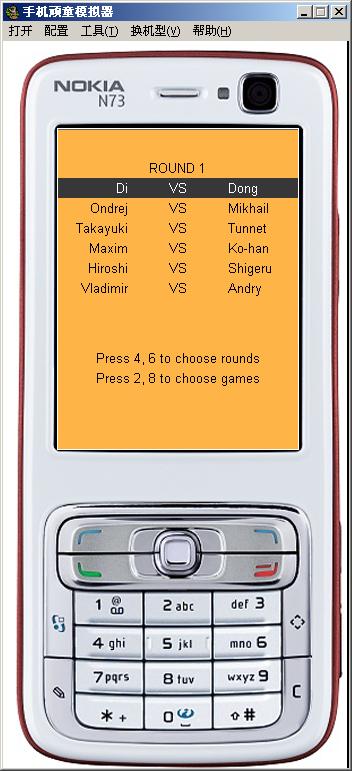 手机顽童模拟器
打开 配置 工具(T) 换机型(V) 帮助(H)
NOKIA
N73
ROUND 1
Di VS Dong
Ondrej VS Mikhail
Takayuki VS Tunnet
Maxim VS Ko-han
Hiroshi VS Shigeru
Vladimir VS Andry
Press 4, 6 to choose rounds
Press 2, 8 to choose games
1 @ 2 abc def 3
4 ghi 5 jkl mno 6
7pqrs 8 tuv wxyz 9 C
* + 0 #